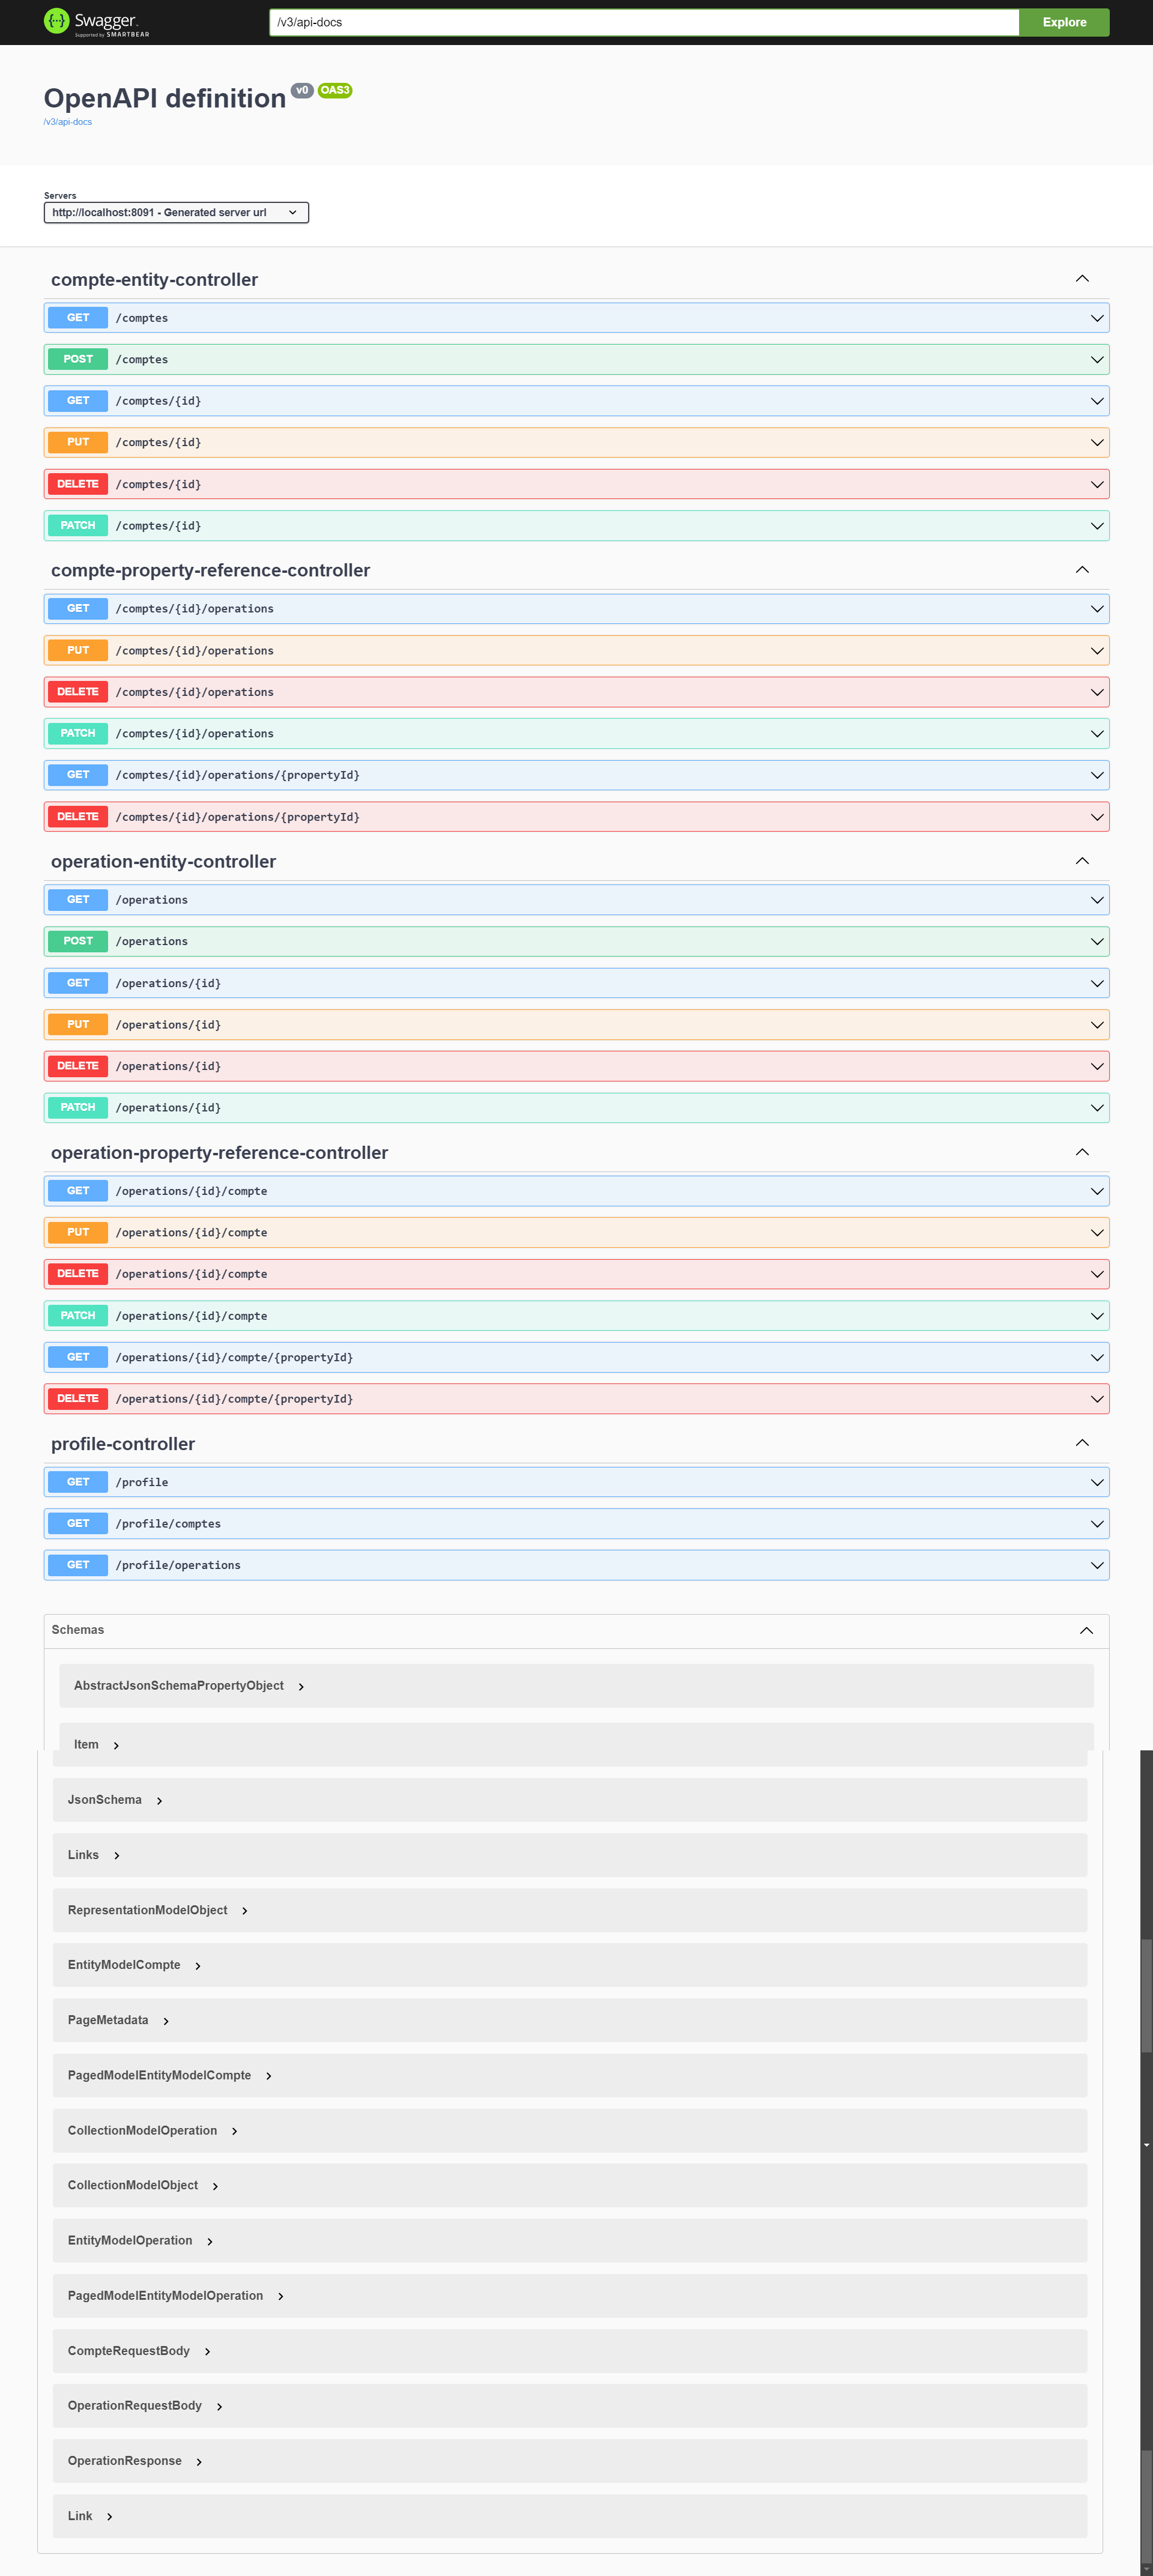 Swagger.
Supported by SMARTBEAR
/v3/api-docs
Explore
OpenAPI definition v0 OAS3
/v3/api-docs
Servers
http://localhost:8091 - Generated server url
compte-entity-controller
GET /comptes
POST /comptes
GET /comptes/{id}
PUT /comptes/{id}
DELETE /comptes/{id}
PATCH /comptes/{id}
compte-property-reference-controller
GET /comptes/{id}/operations
PUT /comptes/{id}/operations
DELETE /comptes/{id}/operations
PATCH /comptes/{id}/operations
GET /comptes/{id}/operations/{propertyId}
DELETE /comptes/{id}/operations/{propertyId}
operation-entity-controller
GET /operations
POST /operations
GET /operations/{id}
PUT /operations/{id}
DELETE /operations/{id}
PATCH /operations/{id}
operation-property-reference-controller
GET /operations/{id}/compte
PUT /operations/{id}/compte
DELETE /operations/{id}/compte
PATCH /operations/{id}/compte
GET /operations/{id}/compte/{propertyId}
DELETE /operations/{id}/compte/{propertyId}
profile-controller
GET /profile
GET /profile/comptes
GET /profile/operations
Schemas
AbstractJsonSchemaPropertyObject
Item
JsonSchema
Links
RepresentationModelObject
EntityModelCompte
PageMetadata
PagedModelEntityModelCompte
CollectionModelOperation
CollectionModelObject
EntityModelOperation
PagedModelEntityModelOperation
CompteRequestBody
OperationRequestBody
OperationResponse
Link